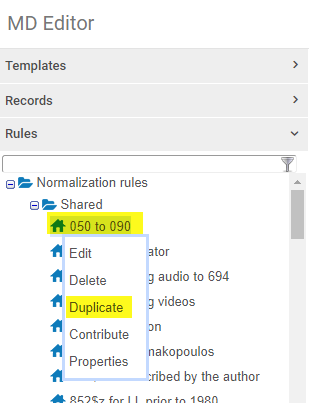 MD Editor
Templates
Records
Rules
Normalization rules
Shared
050 to 090
Edit
ator
Delete
g audio to 694
Duplicate
g videos
Contribute
on
Properties
makopoulos
cribed by the author
852$z for LL prior to 1980